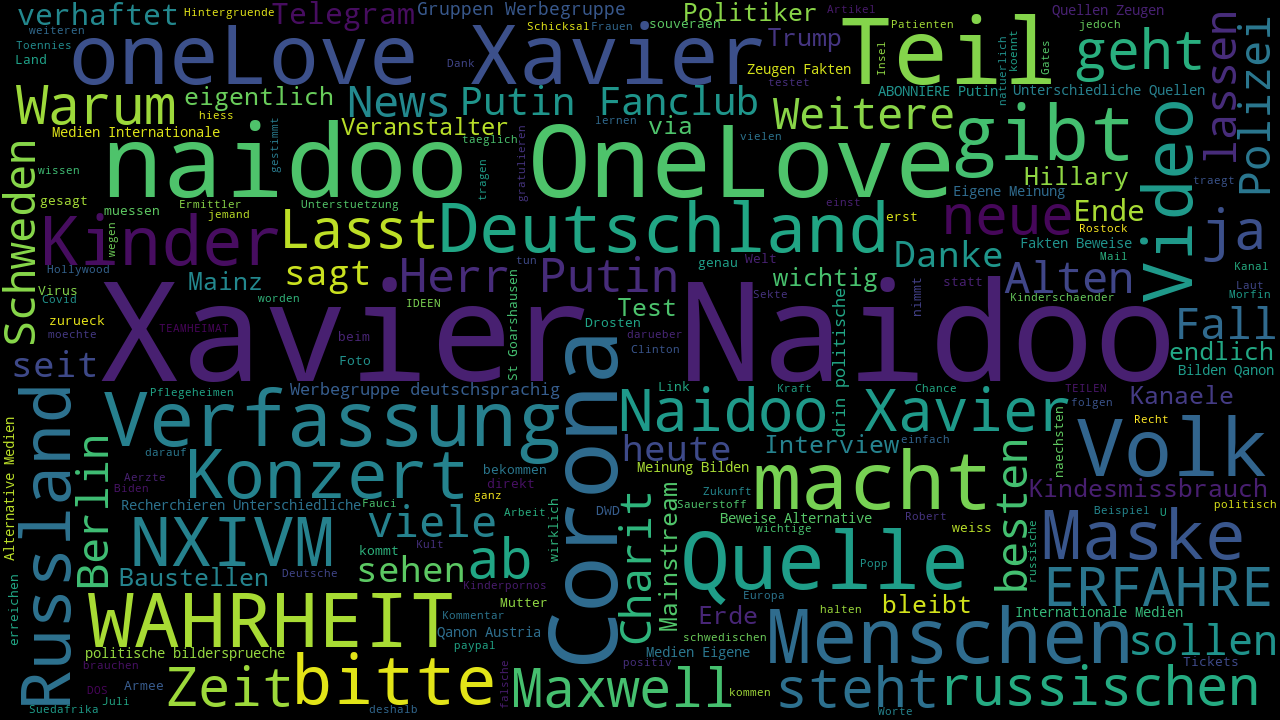 verhaftet
Hintergruende
Telegram
Gruppen Werbegruppe
souveraen
Politiker
Artikel
Quellen Zeugen
weiteren
Toennies
Land
oneLove Xavier
Schicksal
Frauen
Dank
Trump
Zeugen Fakten
testet
Teil
Insel
Patienten
natuerlich
koennt
Gates
jedoch
geht
lassen
Polizei
Warum
eigentlich
hiess
News
Putin Fanclub
Weitere
ABONNIERE Putin
Unterschiedliche Quellen
Medien Internationale
Veranstalter
taeglich
lernen
via
vielen
gibt
Video
Schweden
wissen
naidoo
gestimmt
tragen
gratulieren
OneLove
Hillary
traegt
gesagt
Ermittler
muessen
jemand
Unterstuetzung
einst
Eigene Meinung
Kinder
wegen
Lasst
Deutschland
erst
neue
Ende
Rostock
ja
Hollywood
Mainz
sagt
Herr Putin
tun
genau
Welt
wichtig
Danke
Fakten Beweise
Mail
Alten
Kanal
Virus
Covid
worden
IDEEN
St Goarshausen
Test
Sekte
nimmt
statt
Kinderschaender
Laut
Morfin
zurueck
moechte
TEAMHEIMAT
beim
Xavier Naidoo
Drosten
darueber
Clinton
drin politische
Fall
endlich
seit
Foto
Bilden Qanon
Russland
Pflegeheimen
Werbegruppe deutschsprachig
Corona
Link
Kraft
Chance
TEILEN
folgen
Kanaele
Verfassung
Naidoo Xavier
Recht
Alternative Medien
Berlin
darauf
heute
Interview
einfach
naechsten
Volk
Aerzte
Biden
Konzert
bekommen
direkt
Meinung Bilden
macht
besten
Kindesmissbrauch
Recherchieren Unterschiedliche
Fauci
ganz
Arbeit
DWD
Charit
Mainstream
Zukunft
Sauerstoff
Beweise Alternative
wichtige
Robert
weiss
Beispiel
U
politisch
NXIVM
viele
wirklich
Maske
kommt
Kult
Quelle
Popp
russische
Baustellen
Deutsche
sehen
ab
Kinderpornos
Europa
ERFAHRE
erreichen
WAHRHEIT
Kommentar
Mutter
Erde
halten
bleibt
Internationale Medien
Qanon Austria
paypal
schwedischen
Menschen
sollen
politische bildersprueche
brauchen
Medien Eigene
positiv
Tickets
DOS
Armee
Juli
Suedafrika
Zeit
bitte
deshalb
falsche
Maxwell
kommen
steht
Worte
russischen